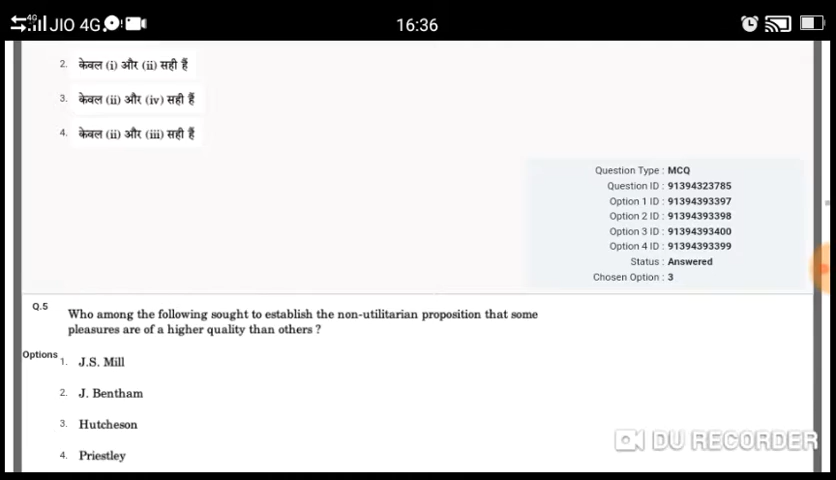 4G JIO 4G 16:36
2. केवल (i) और (ii) सही हैं
3. केवल (ii) और (iv) सही हैं
4. केवल (ii) और (iii) सही हैं
Question Type : MCQ
Question ID : 91394323785
Option 1 ID : 91394393397
Option 2 ID : 91394393398
Option 3 ID : 91394393400
Option 4 ID : 91394393399
Status : Answered
Chosen Option : 3
Q.5 Who among the following sought to establish the non-utilitarian proposition that some
pleasures are of a higher quality than others ?
Options 1. J.S. Mill
2. J. Bentham
3. Hutcheson
4. Priestley
DU RECORDER